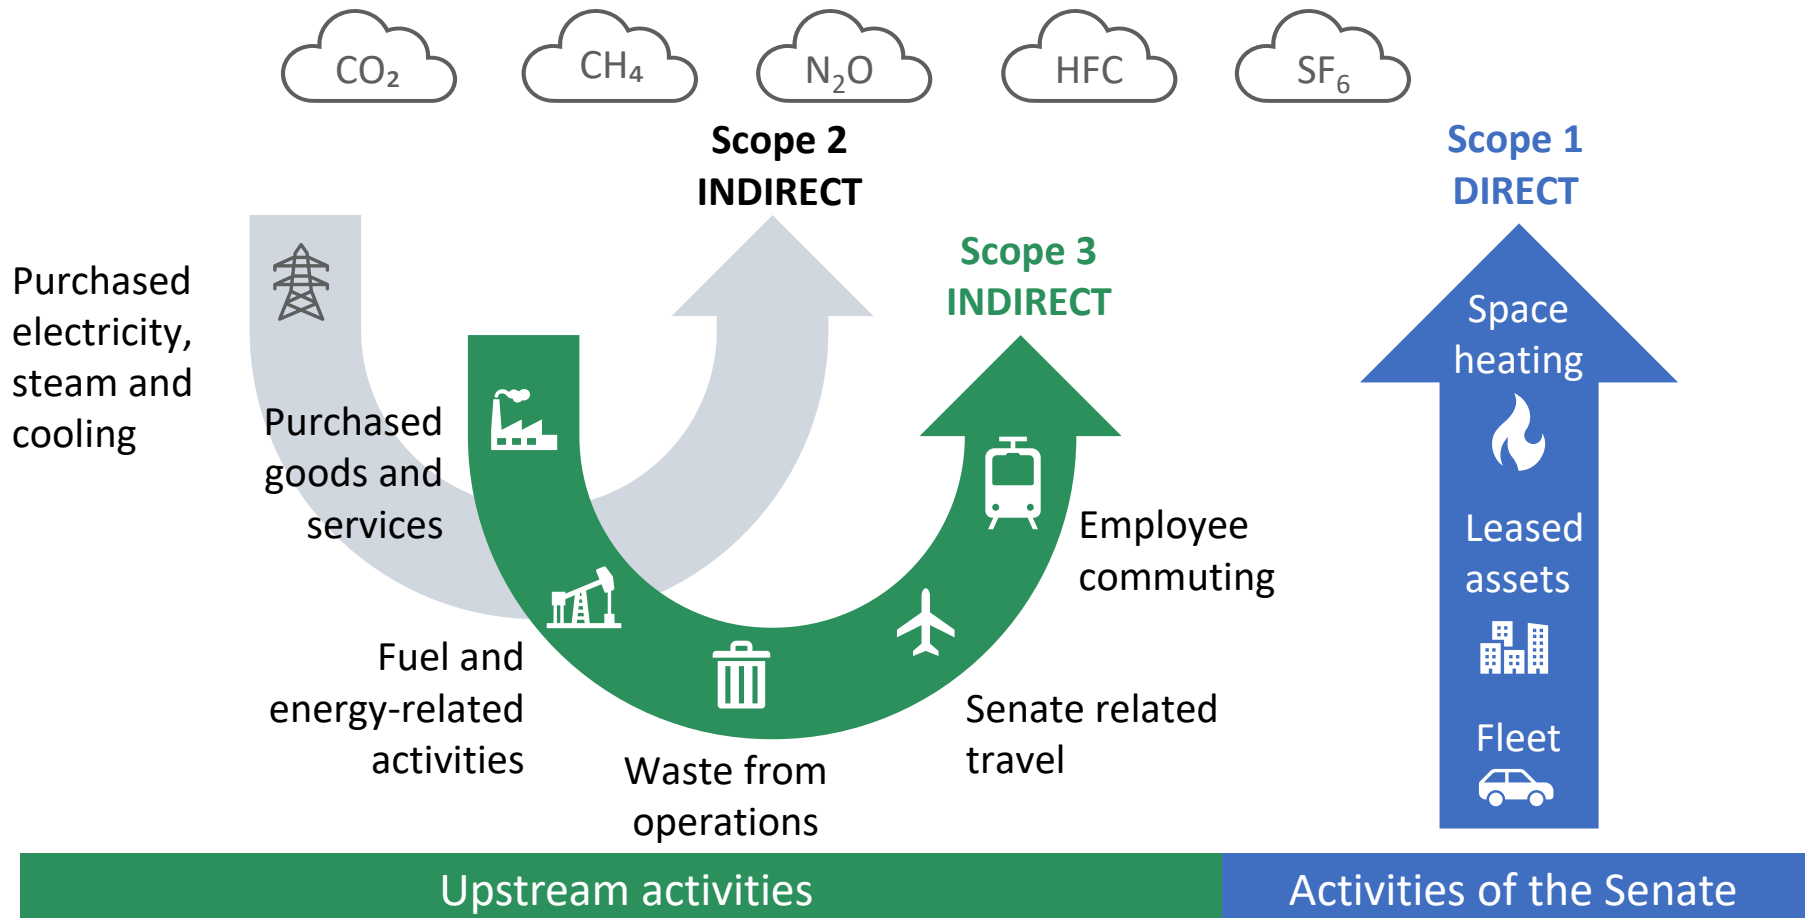 CO₂
CH₄
N₂O
HFC
SF₆
Scope 2
INDIRECT
Scope 1
DIRECT
Scope 3
INDIRECT
Purchased
electricity,
steam and
cooling
Purchased
goods and
services
Fuel and
energy-related
activities
Waste from
operations
Senate related
travel
Employee
commuting
Space
heating
Leased
assets
Fleet
Upstream activities
Activities of the Senate